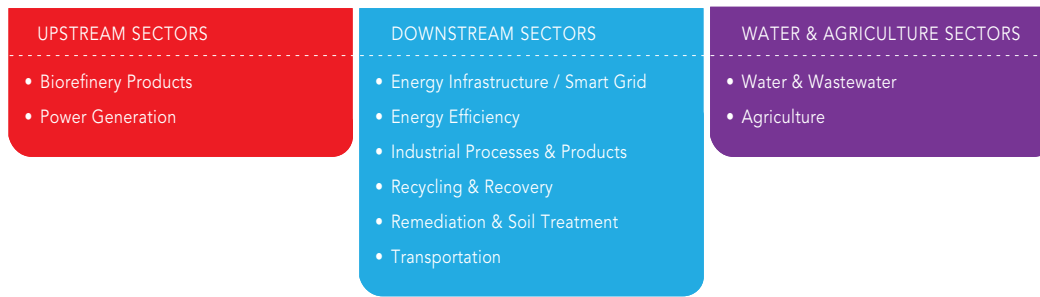 UPSTREAM SECTORS
• Biorefinery Products
• Power Generation
DOWNSTREAM SECTORS
• Energy Infrastructure / Smart Grid
• Energy Efficiency
• Industrial Processes & Products
• Recycling & Recovery
• Remediation & Soil Treatment
• Transportation
WATER & AGRICULTURE SECTORS
• Water & Wastewater
• Agriculture